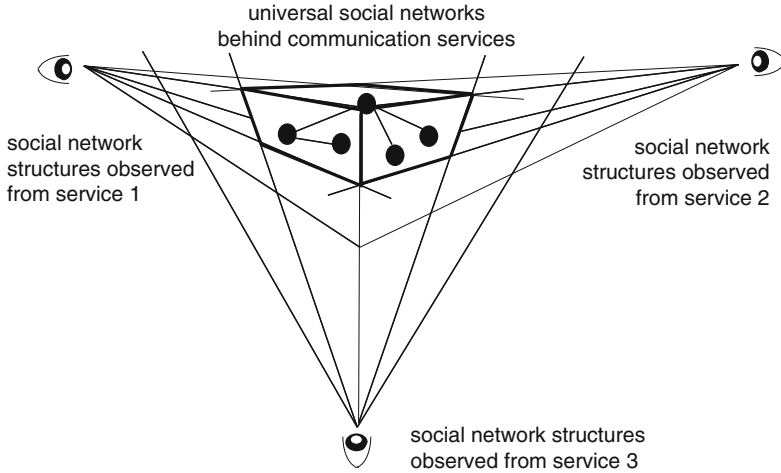 universal social networks
behind communication services
social network
structures observed
from service 1
social network
structures observed
from service 2
social network structures
observed from service 3